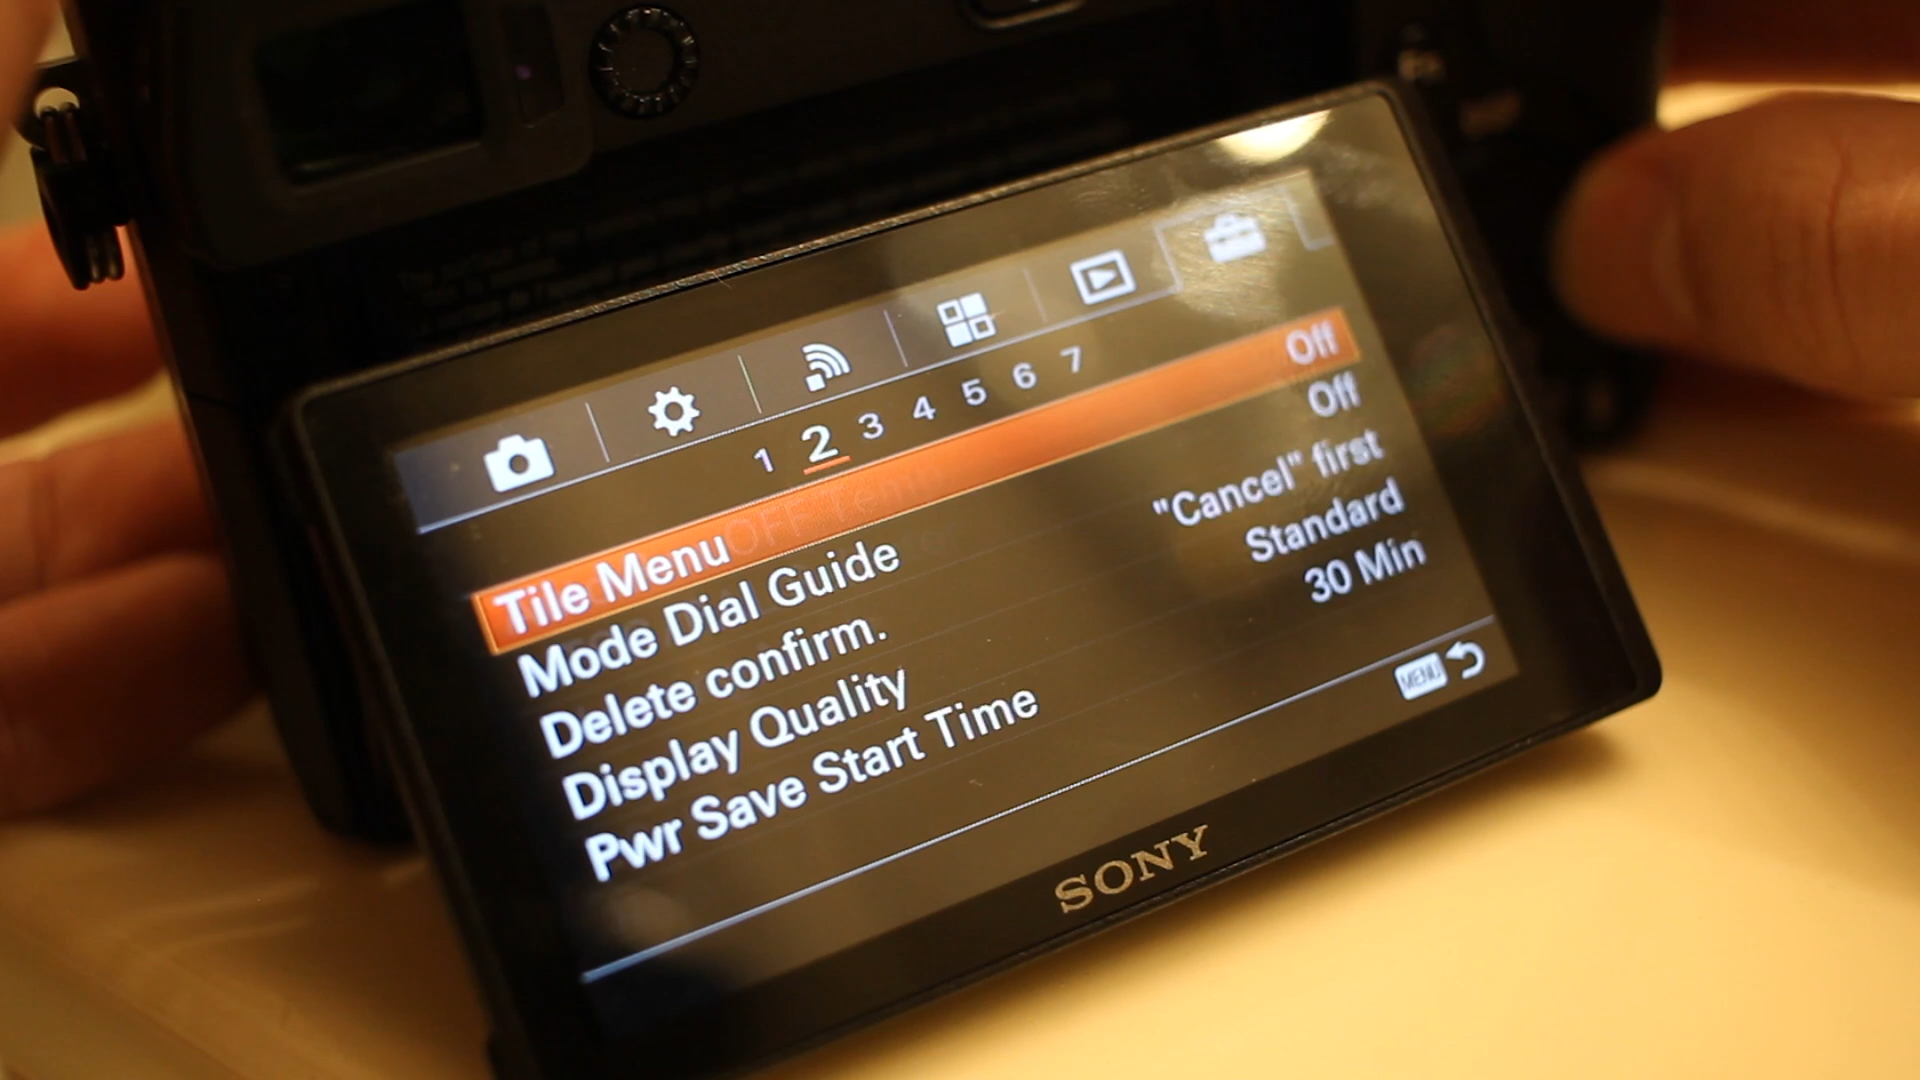 1 2 3 4 5 6 7
Tile Menu Off
Mode Dial Guide Off
Delete confirm. "Cancel" first
Display Quality Standard
Pwr Save Start Time 30 Min
MENU
SONY